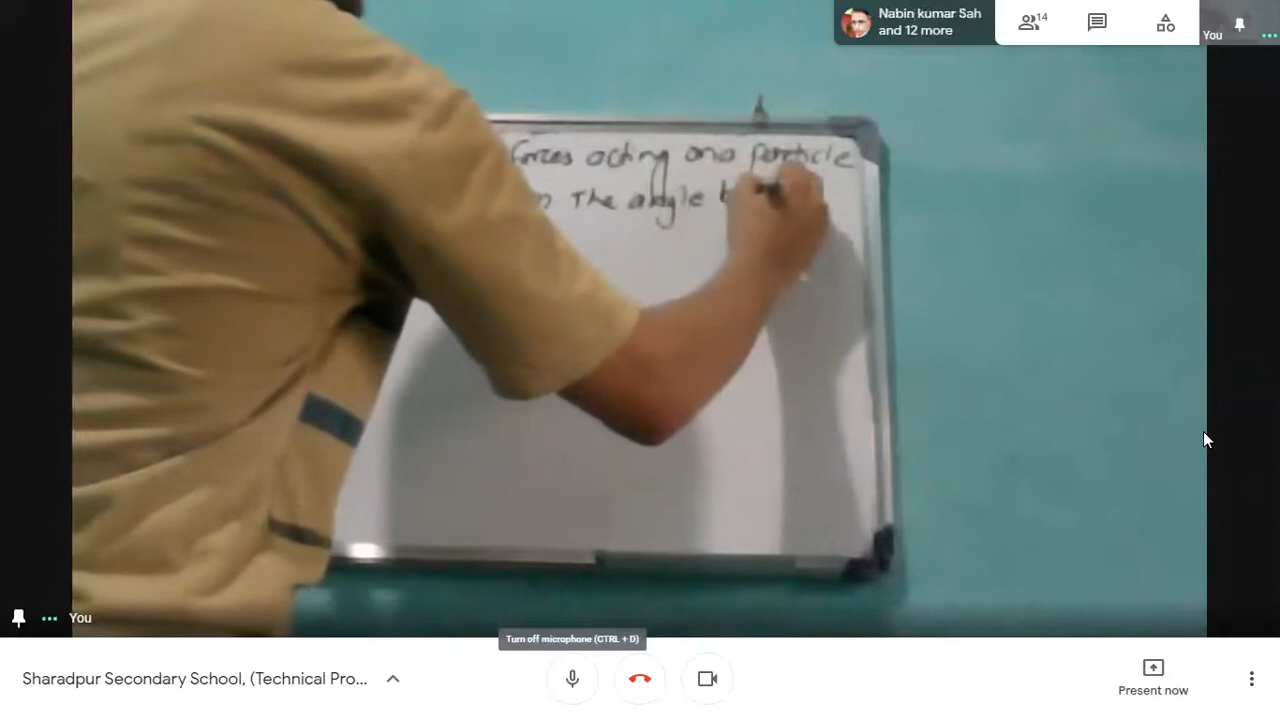 Nabin kumar Sah
and 12 more
14
You
forces acting on a particle
The angle
You
Turn off microphone (CTRL + D)
Sharadpur Secondary School, (Technical Pro...
Present now